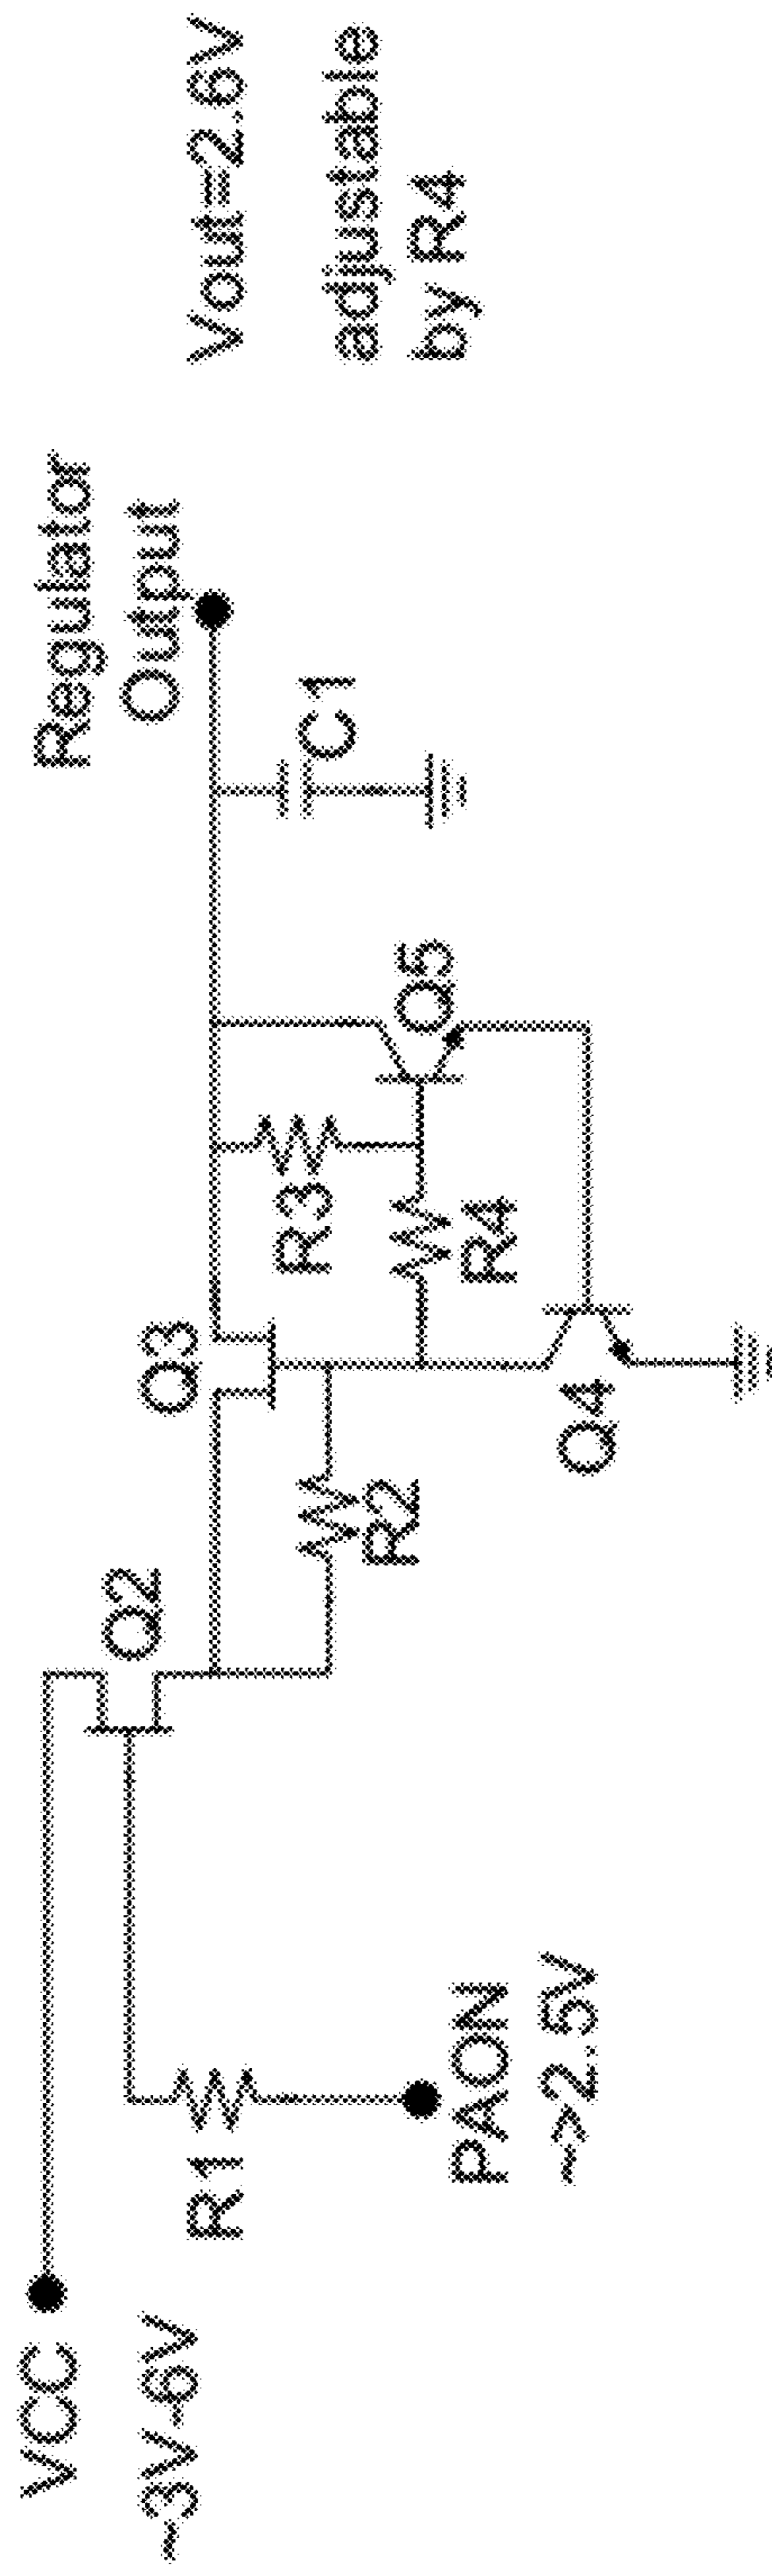 VCC
~3V-6V
R1
PAON
~>2.5V
Q2
R2
Q3
R3
R4
Q4
Q5
C1
Regulator
Output
Vout=2.6V
adjustable
by R4